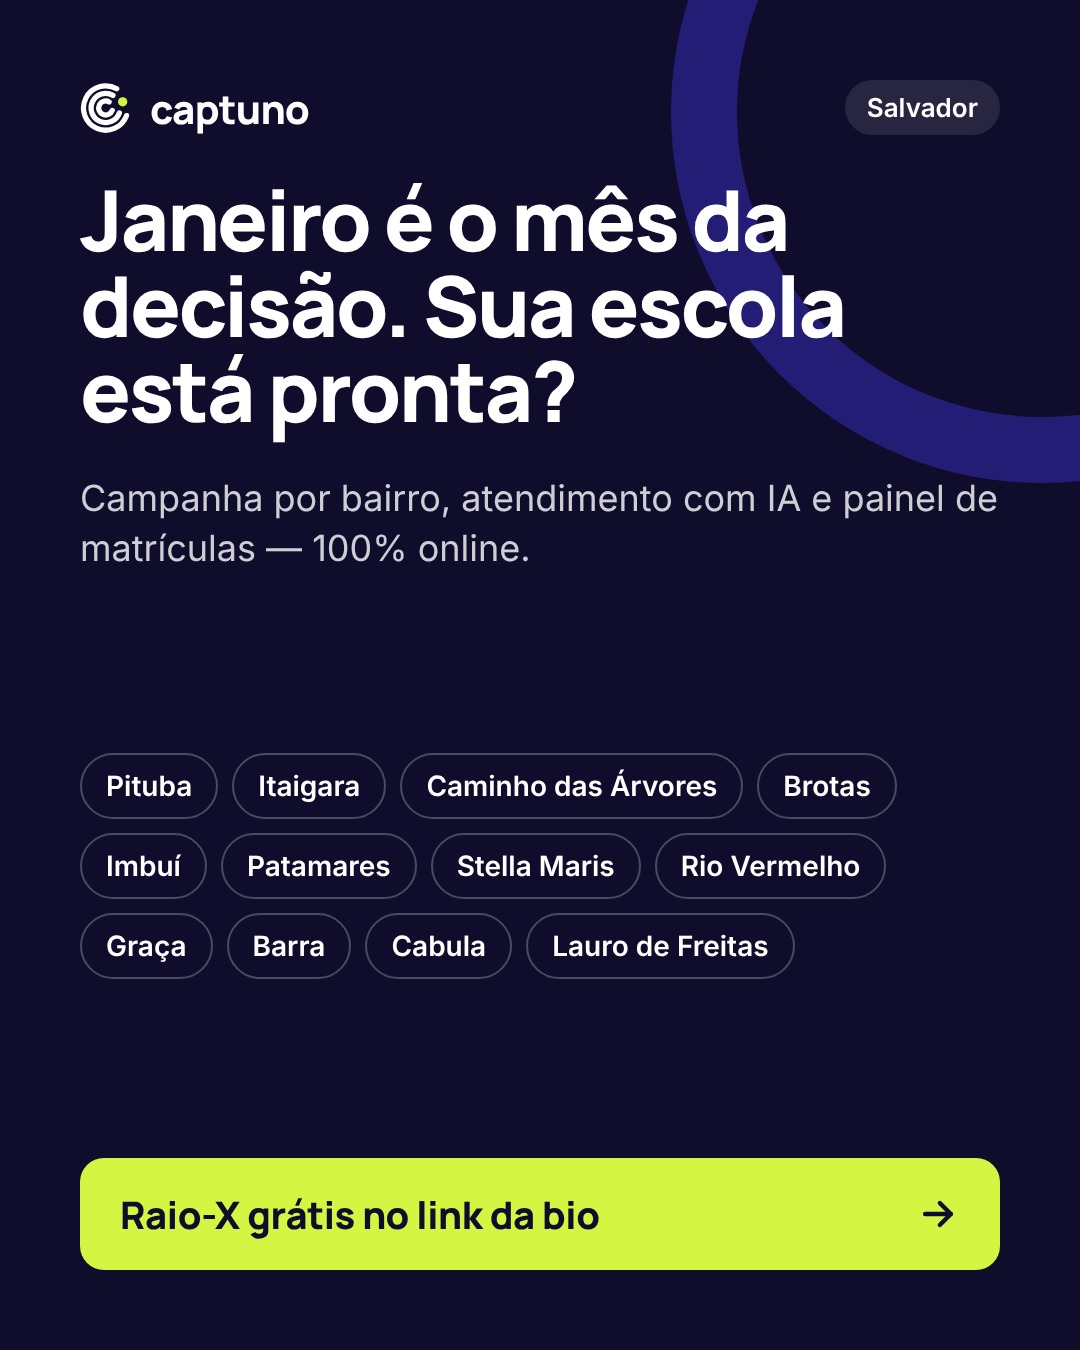 captuno
Salvador
Janeiro é o mês da
decisão. Sua escola
está pronta?
Campanha por bairro, atendimento com IA e painel de
matrículas — 100% online.
Pituba
Itaigara
Caminho das Árvores
Brotas
Imbuí
Patamares
Stella Maris
Rio Vermelho
Graça
Barra
Cabula
Lauro de Freitas
Raio-X grátis no link da bio →